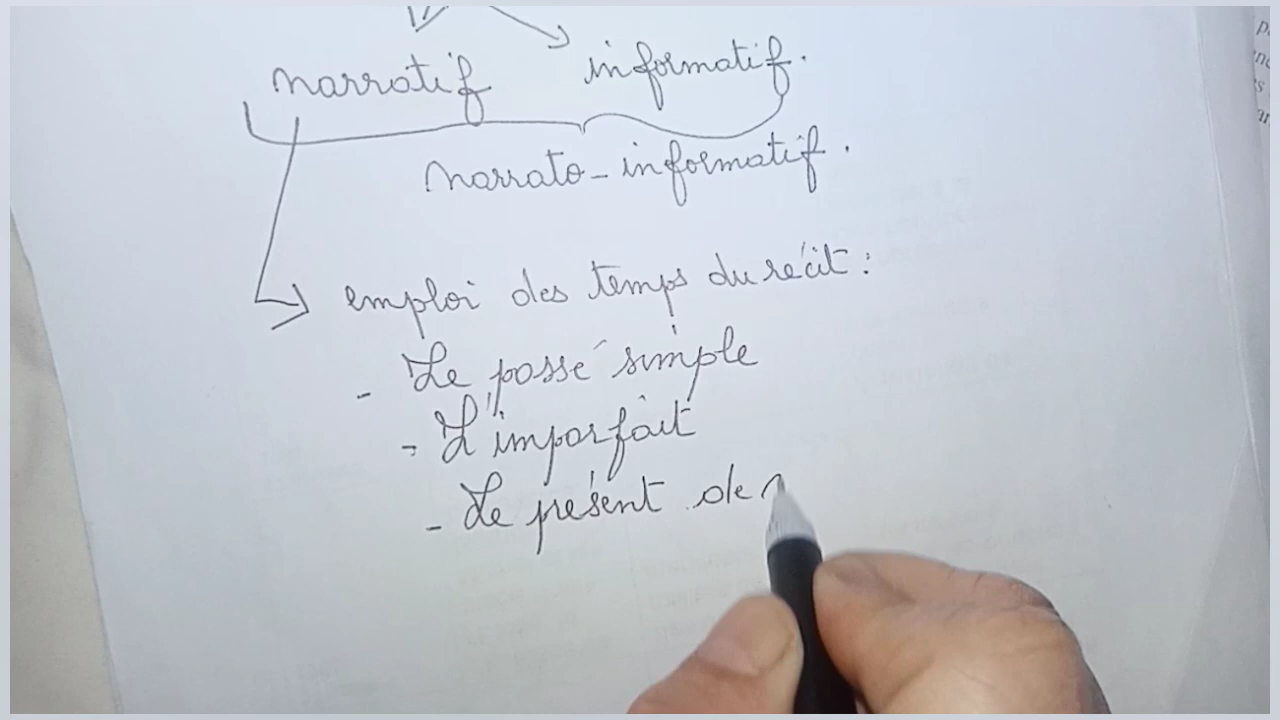 narratif informatif.
narrato-informatif.
emploi des temps du récit :
- Le passé simple
- L'imparfait
- Le présent de